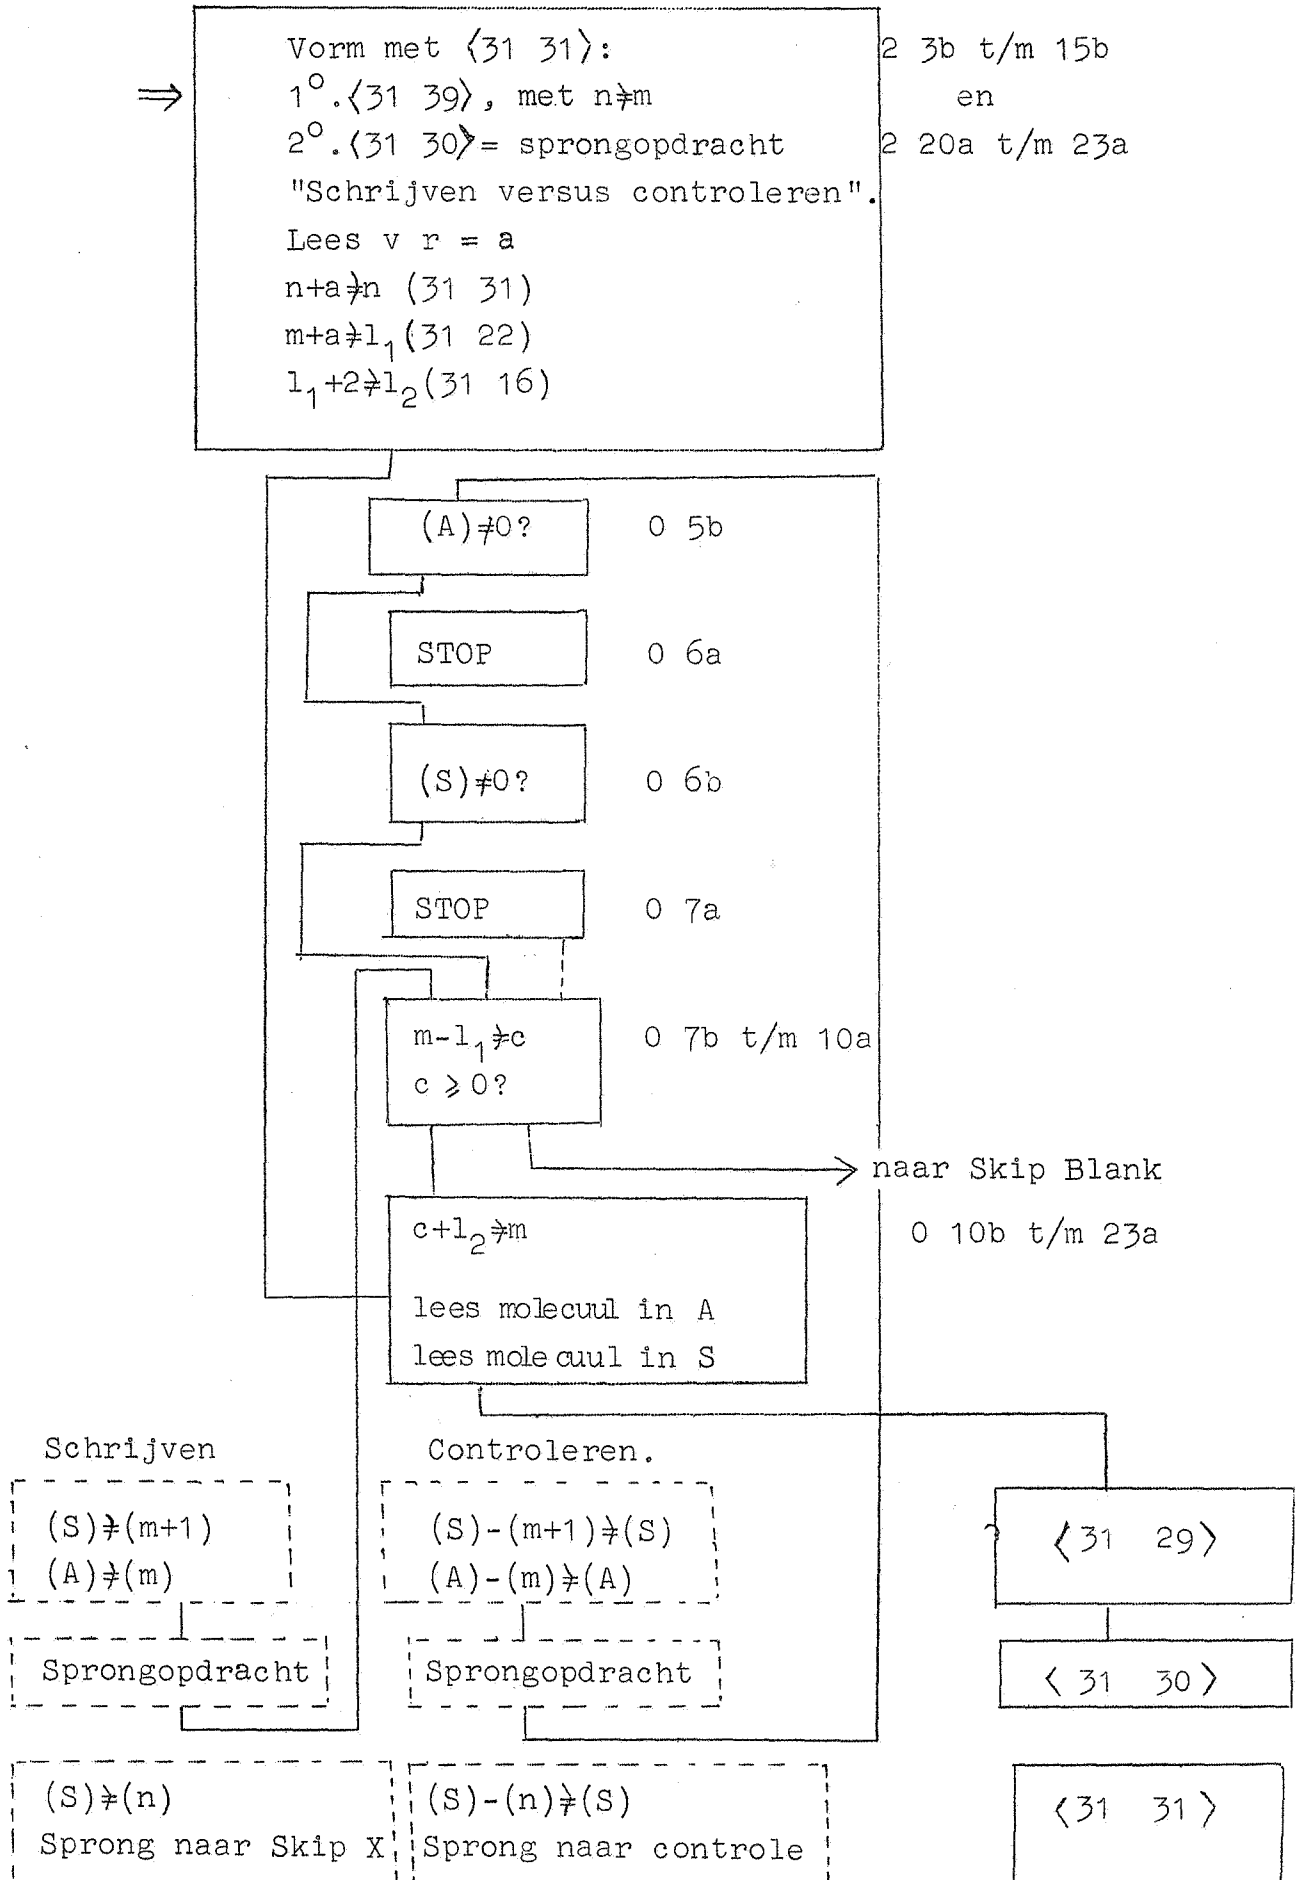 Vorm met ⟨31 31⟩: 2 3b t/m 15b
⇒ 1°.⟨31 39⟩, met n≠m en
2°.⟨31 30⟩= sprongopdracht 2 20a t/m 23a
"Schrijven versus controleren".
Lees v r = a
n+a≠n (31 31)
m+a≠l₁(31 22)
l₁+2≠l₂(31 16)
(A)≠0? 0 5b
STOP 0 6a
(S)≠0? 0 6b
STOP 0 7a
m-l₁≠c 0 7b t/m 10a
c ⩾ 0?
naar Skip Blank
c+l₂≠m 0 10b t/m 23a
lees molecuul in A
lees molecuul in S
Schrijven Controleren.
(S)≠(m+1) (S)-(m+1)≠(S) ⟨31 29⟩
(A)≠(m) (A)-(m)≠(A)
Sprongopdracht Sprongopdracht ⟨31 30⟩
(S)≠(n) (S)-(n)≠(S) ⟨31 31⟩
Sprong naar Skip X Sprong naar controle